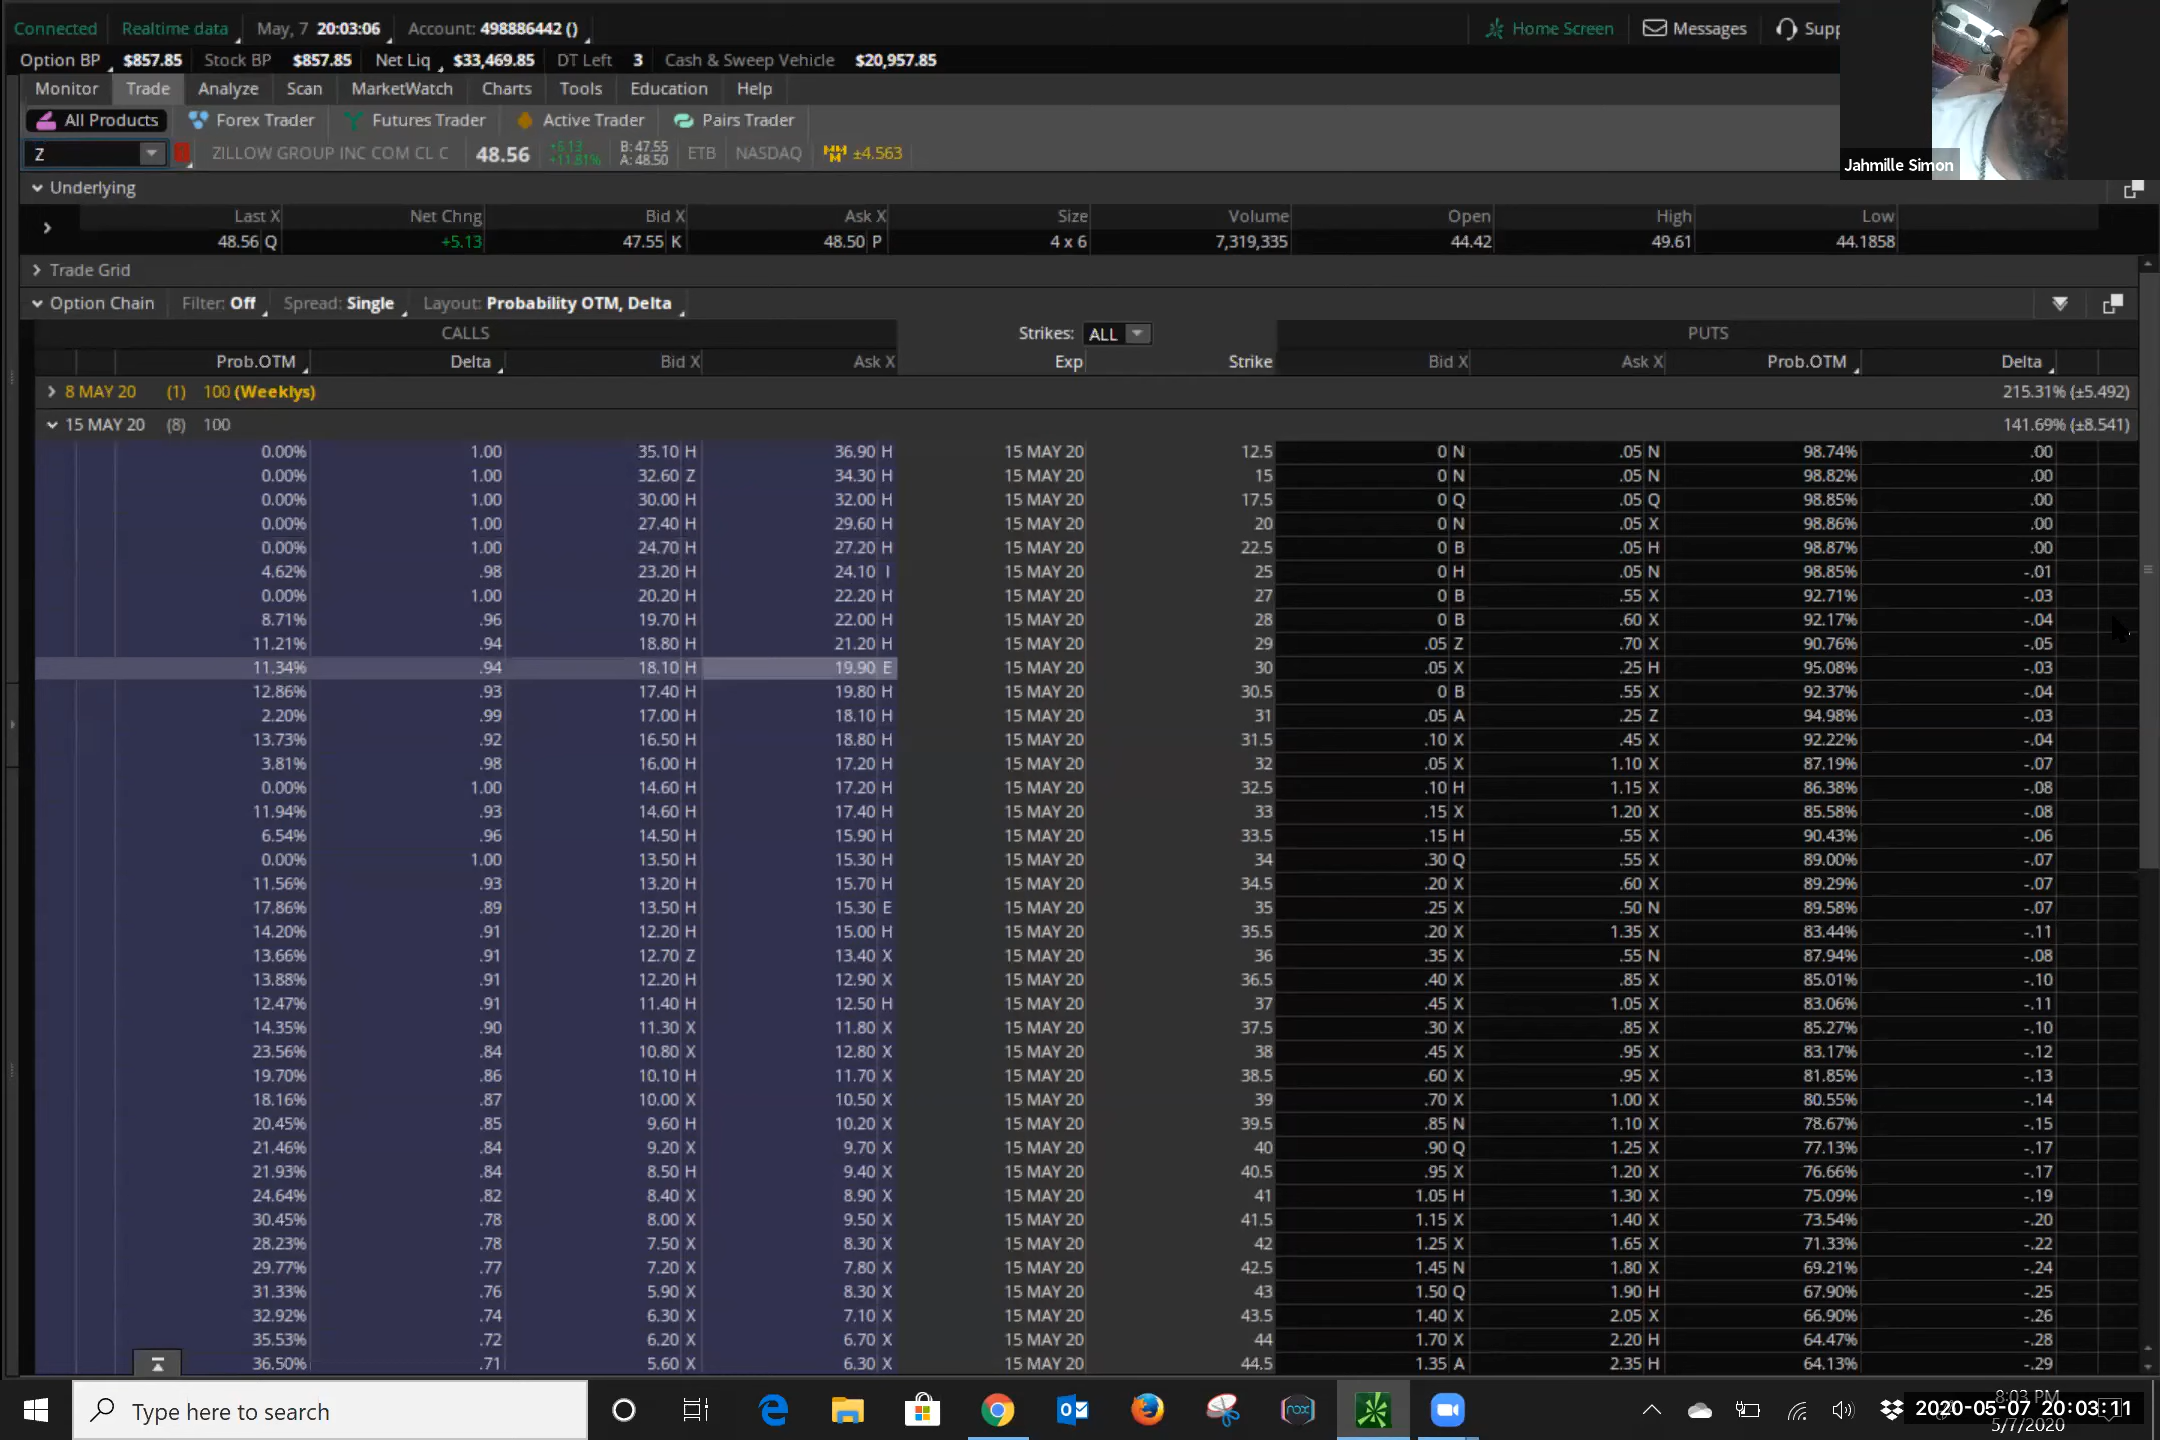 Connected Realtime data May, 7 20:03:06 Account: 498886442 () Home Screen Messages Supp
Option BP $857.85 Stock BP $857.85 Net Liq $33,469.85 DT Left 3 Cash & Sweep Vehicle $20,957.85
Monitor Trade Analyze Scan MarketWatch Charts Tools Education Help
All Products Forex Trader Futures Trader Active Trader Pairs Trader
Z ZILLOW GROUP INC COM CL C 48.56 +5.13 +11.81% B: 47.55 A: 48.50 ETB NASDAQ ±4.563
Jahmille Simon
Underlying
Last X Net Chng Bid X Ask X Size Volume Open High Low
48.56 Q +5.13 47.55 K 48.50 P 4 x 6 7,319,335 44.42 49.61 44.1858
Trade Grid
Option Chain Filter: Off Spread: Single Layout: Probability OTM, Delta
CALLS Strikes: ALL PUTS
Prob.OTM Delta Bid X Ask X Exp Strike Bid X Ask X Prob.OTM Delta
8 MAY 20 (1) 100 (Weeklys) 215.31% (±5.492)
15 MAY 20 (8) 100 141.69% (±8.541)
0.00% 1.00 35.10 H 36.90 H 15 MAY 20 12.5 0 N .05 N 98.74% .00
0.00% 1.00 32.60 Z 34.30 H 15 MAY 20 15 0 N .05 N 98.82% .00
0.00% 1.00 30.00 H 32.00 H 15 MAY 20 17.5 0 Q .05 Q 98.85% .00
0.00% 1.00 27.40 H 29.60 H 15 MAY 20 20 0 N .05 X 98.86% .00
0.00% 1.00 24.70 H 27.20 H 15 MAY 20 22.5 0 B .05 H 98.87% .00
4.62% .98 23.20 H 24.10 I 15 MAY 20 25 0 H .05 N 98.85% -.01
0.00% 1.00 20.20 H 22.20 H 15 MAY 20 27 0 B .55 X 92.71% -.03
8.71% .96 19.70 H 22.00 H 15 MAY 20 28 0 B .60 X 92.17% -.04
11.21% .94 18.80 H 21.20 H 15 MAY 20 29 .05 Z .70 X 90.76% -.05
11.34% .94 18.10 H 19.90 E 15 MAY 20 30 .05 X .25 H 95.08% -.03
12.86% .93 17.40 H 19.80 H 15 MAY 20 30.5 0 B .55 X 92.37% -.04
2.20% .99 17.00 H 18.10 H 15 MAY 20 31 .05 A .25 Z 94.98% -.03
13.73% .92 16.50 H 18.80 H 15 MAY 20 31.5 .10 X .45 X 92.22% -.04
3.81% .98 16.00 H 17.20 H 15 MAY 20 32 .05 X 1.10 X 87.19% -.07
0.00% 1.00 14.60 H 17.20 H 15 MAY 20 32.5 .10 H 1.15 X 86.38% -.08
11.94% .93 14.60 H 17.40 H 15 MAY 20 33 .15 X 1.20 X 85.58% -.08
6.54% .96 14.50 H 15.90 H 15 MAY 20 33.5 .15 H .55 X 90.43% -.06
0.00% 1.00 13.50 H 15.30 H 15 MAY 20 34 .30 Q .55 X 89.00% -.07
11.56% .93 13.20 H 15.70 H 15 MAY 20 34.5 .20 X .60 X 89.29% -.07
17.86% .89 13.50 H 15.30 E 15 MAY 20 35 .25 X .50 N 89.58% -.07
14.20% .91 12.20 H 15.00 H 15 MAY 20 35.5 .20 X 1.35 X 83.44% -.11
13.66% .91 12.70 Z 13.40 X 15 MAY 20 36 .35 X .55 N 87.94% -.08
13.88% .91 12.20 H 12.90 X 15 MAY 20 36.5 .40 X .85 X 85.01% -.10
12.47% .91 11.40 H 12.50 H 15 MAY 20 37 .45 X 1.05 X 83.06% -.11
14.35% .90 11.30 X 11.80 X 15 MAY 20 37.5 .30 X .85 X 85.27% -.10
23.56% .84 10.80 X 12.80 X 15 MAY 20 38 .45 X .95 X 83.17% -.12
19.70% .86 10.10 H 11.70 X 15 MAY 20 38.5 .60 X .95 X 81.85% -.13
18.16% .87 10.00 X 10.50 X 15 MAY 20 39 .70 X 1.00 X 80.55% -.14
20.45% .85 9.60 H 10.20 X 15 MAY 20 39.5 .85 N 1.10 X 78.67% -.15
21.46% .84 9.20 X 9.70 X 15 MAY 20 40 .90 Q 1.25 X 77.13% -.17
21.93% .84 8.50 H 9.40 X 15 MAY 20 40.5 .95 X 1.20 X 76.66% -.17
24.64% .82 8.40 X 8.90 X 15 MAY 20 41 1.05 H 1.30 X 75.09% -.19
30.45% .78 8.00 X 9.50 X 15 MAY 20 41.5 1.15 X 1.40 X 73.54% -.20
28.23% .78 7.50 X 8.30 X 15 MAY 20 42 1.25 X 1.65 X 71.33% -.22
29.77% .77 7.20 X 7.80 X 15 MAY 20 42.5 1.45 N 1.80 X 69.21% -.24
31.33% .76 5.90 X 8.30 X 15 MAY 20 43 1.50 Q 1.90 H 67.90% -.25
32.92% .74 6.30 X 7.10 X 15 MAY 20 43.5 1.40 X 2.05 X 66.90% -.26
35.53% .72 6.20 X 6.70 X 15 MAY 20 44 1.70 X 2.20 H 64.47% -.28
36.50% .71 5.60 X 6.30 X 15 MAY 20 44.5 1.35 A 2.35 H 64.13% -.29
Type here to search
8:03 PM
2020-05-07 20:03:11
5/7/2020